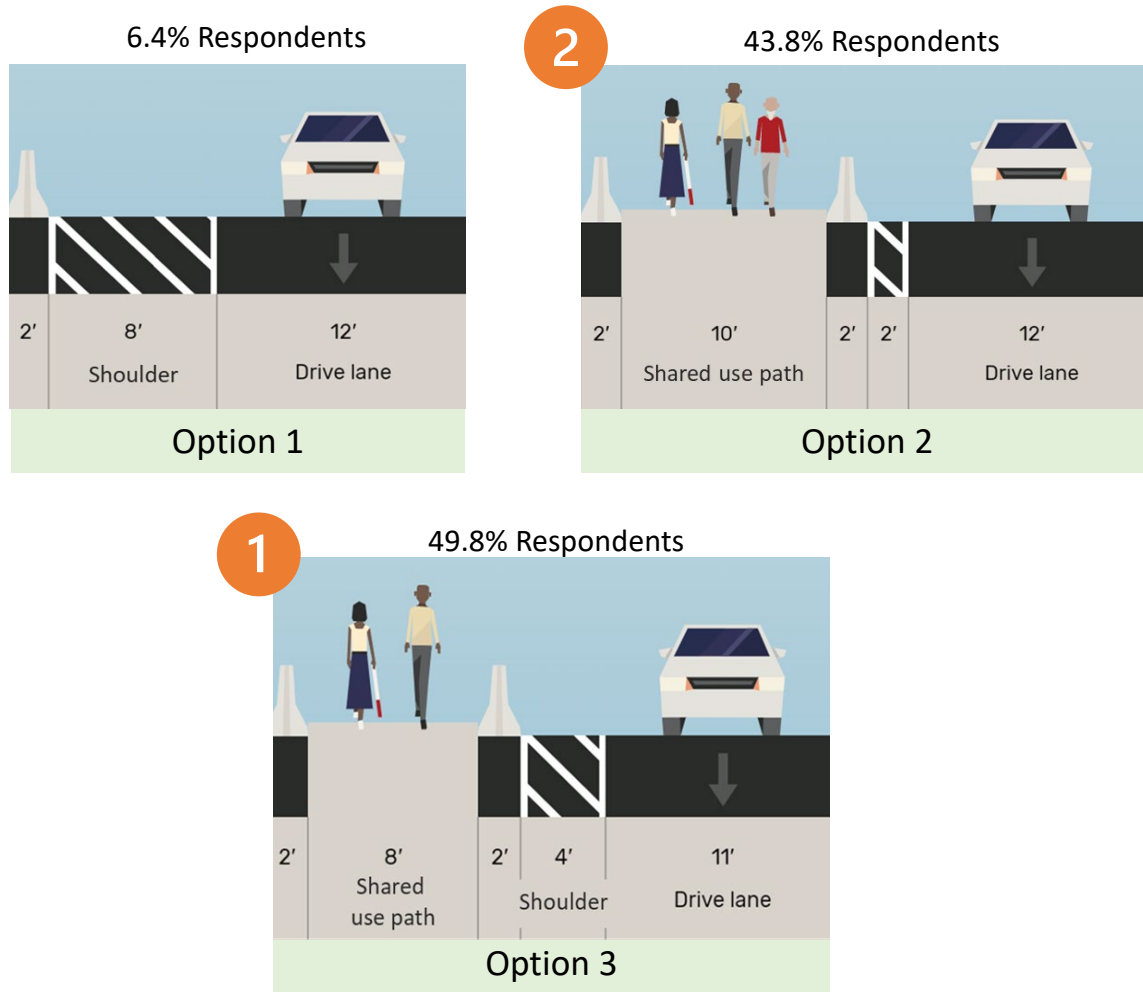 6.4% Respondents
2′ 8′ 12′
Shoulder Drive lane
Option 1
2
43.8% Respondents
2′ 10′ 2′ 2′ 12′
Shared use path Drive lane
Option 2
1
49.8% Respondents
2′ 8′ 2′ 4′ 11′
Shared
use path
Shoulder Drive lane
Option 3